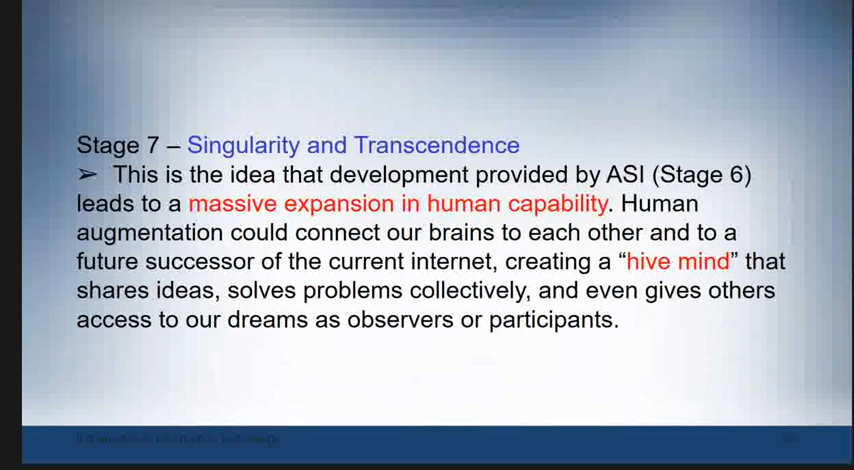 Stage 7 – Singularity and Transcendence
➢ This is the idea that development provided by ASI (Stage 6)
leads to a massive expansion in human capability. Human
augmentation could connect our brains to each other and to a
future successor of the current internet, creating a “hive mind” that
shares ideas, solves problems collectively, and even gives others
access to our dreams as observers or participants.